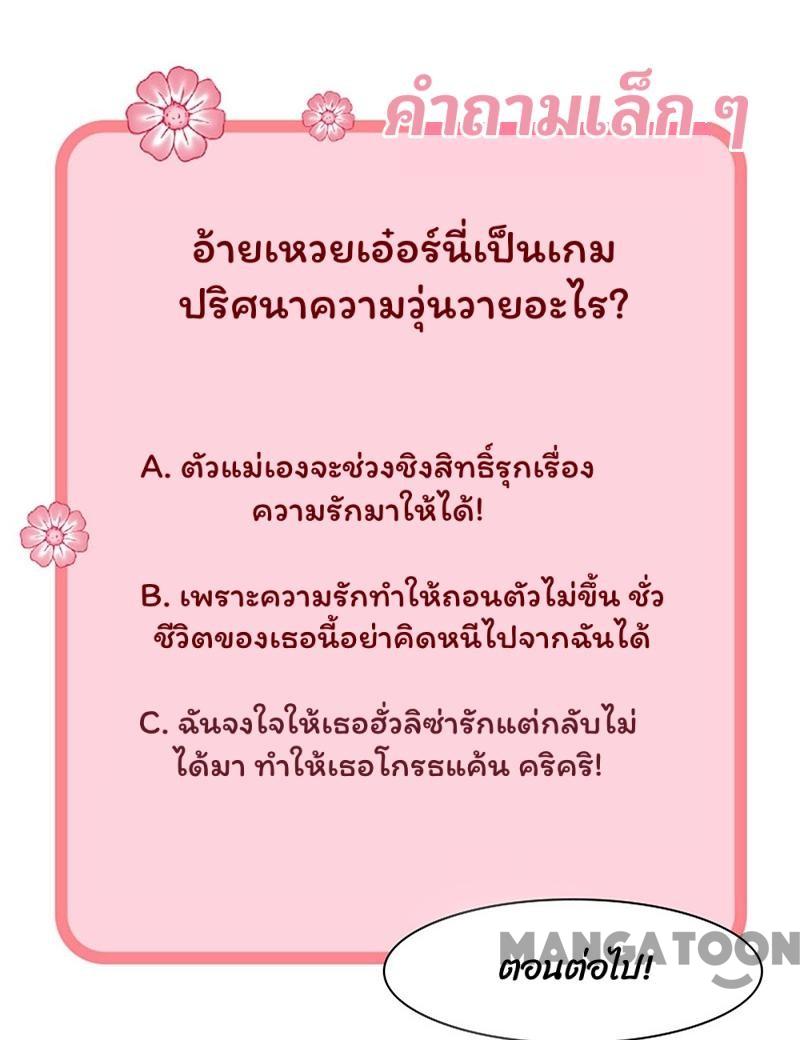 คำถามเล็ก ๆ
อ้ายเหวยเอ๋อร์นี่เป็นเกม
ปริศนาความวุ่นวายอะไร?
A. ตัวแม่เองจะช่วงชิงสิทธิ์รุกเรื่อง
ความรักมาให้ได้!
B. เพราะความรักทำให้ถอนตัวไม่ขึ้น ชั่ว
ชีวิตของเธอนี้อย่าคิดหนีไปจากฉันได้
C. ฉันจงใจให้เธอฮั่วลิซ่ารักแต่กลับไม่
ได้มา ทำให้เธอโกรธแค้น คริคริ!
MANGATOON
ตอนต่อไป!